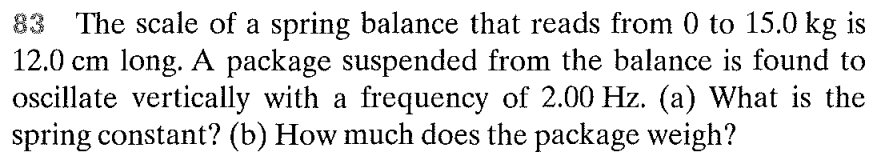 83 The scale of a spring balance that reads from 0 to 15.0 kg is
12.0 cm long. A package suspended from the balance is found to
oscillate vertically with a frequency of 2.00 Hz. (a) What is the
spring constant? (b) How much does the package weigh?